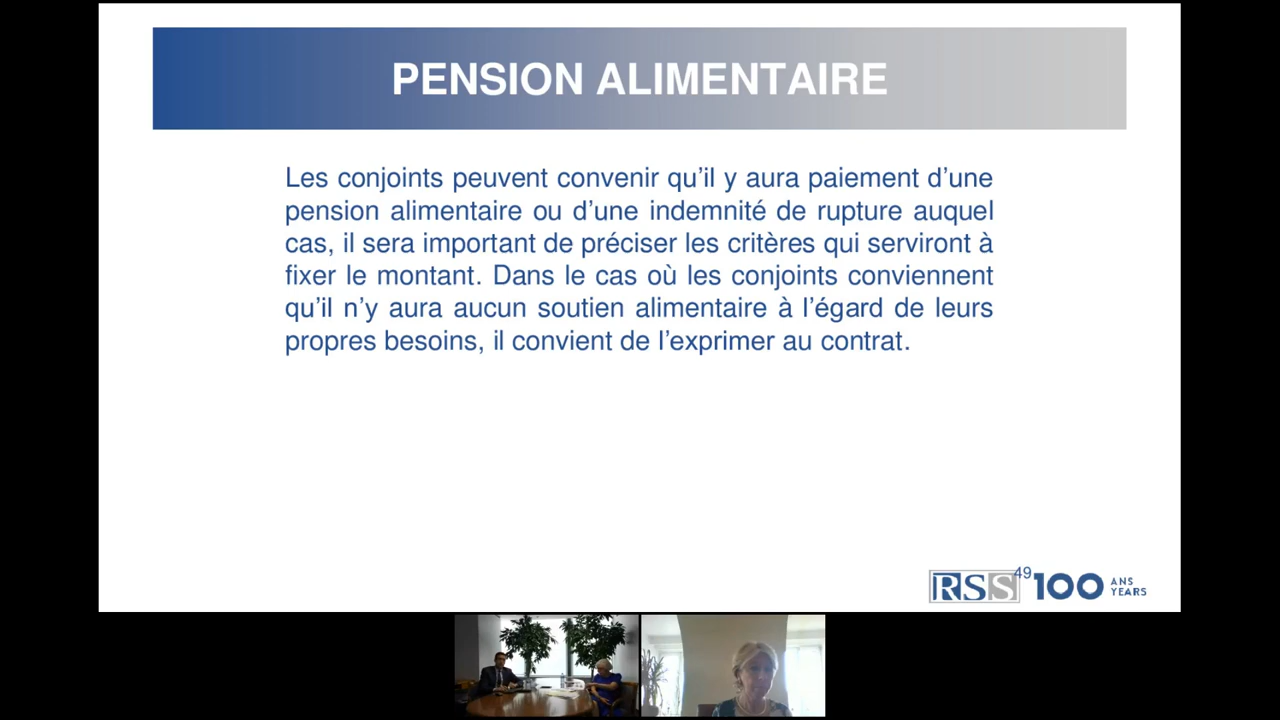 PENSION ALIMENTAIRE
Les conjoints peuvent convenir qu’il y aura paiement d’une
pension alimentaire ou d’une indemnité de rupture auquel
cas, il sera important de préciser les critères qui serviront à
fixer le montant. Dans le cas où les conjoints conviennent
qu’il n’y aura aucun soutien alimentaire à l’égard de leurs
propres besoins, il convient de l’exprimer au contrat.
49
RSS 100 ANS
YEARS